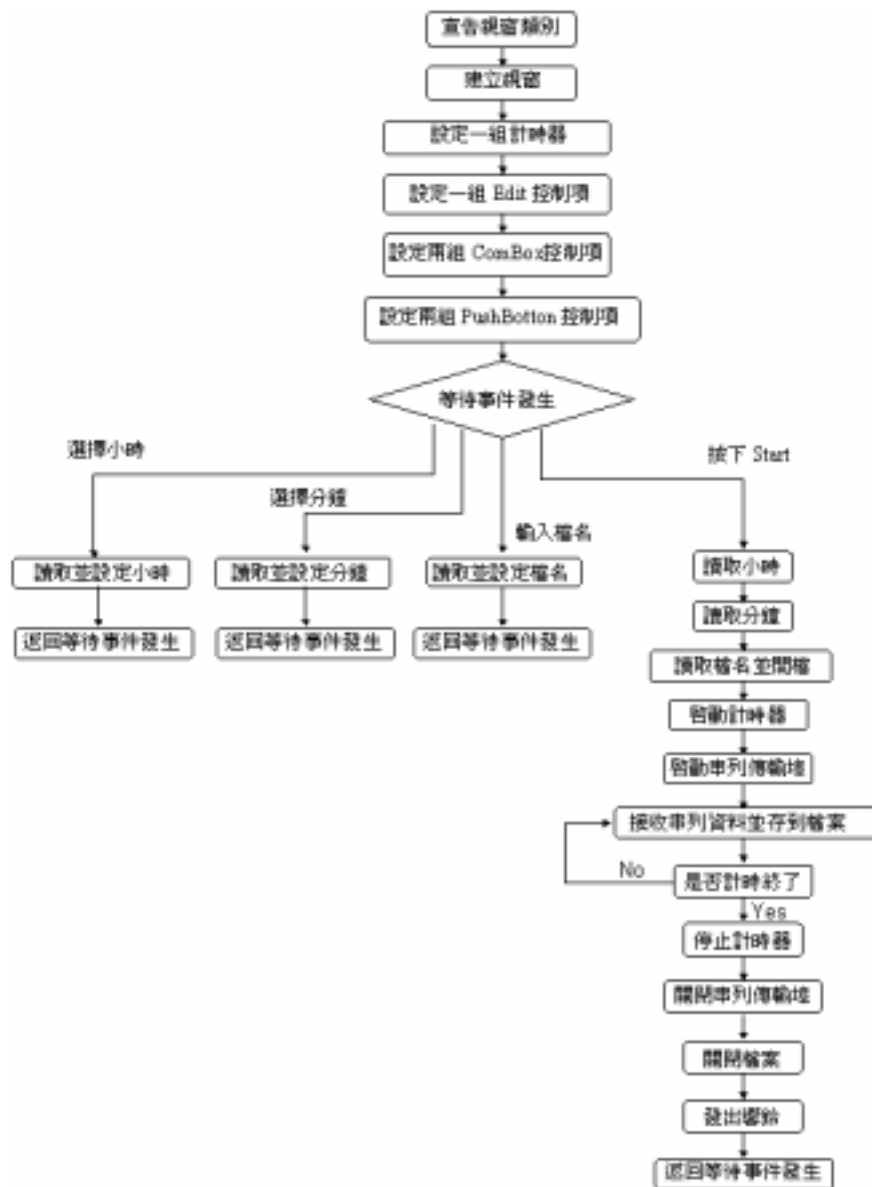 宣告視窗類別
建立視窗
設定一組計時器
設定一組 Edit 控制項
設定兩組 ComBox控制項
設定兩組 PushBotton 控制項
等待事件發生
選擇小時
選擇分鐘
輸入檔名
按下 Start
讀取並設定小時
讀取並設定分鐘
讀取並設定檔名
返回等待事件發生
返回等待事件發生
返回等待事件發生
讀取小時
讀取分鐘
讀取檔名並開檔
啓動計時器
啓動串列傳輸埠
接收串列資料並存到檔案
No
是否計時終了
Yes
停止計時器
關閉串列傳輸埠
關閉檔案
發出響鈴
返回等待事件發生